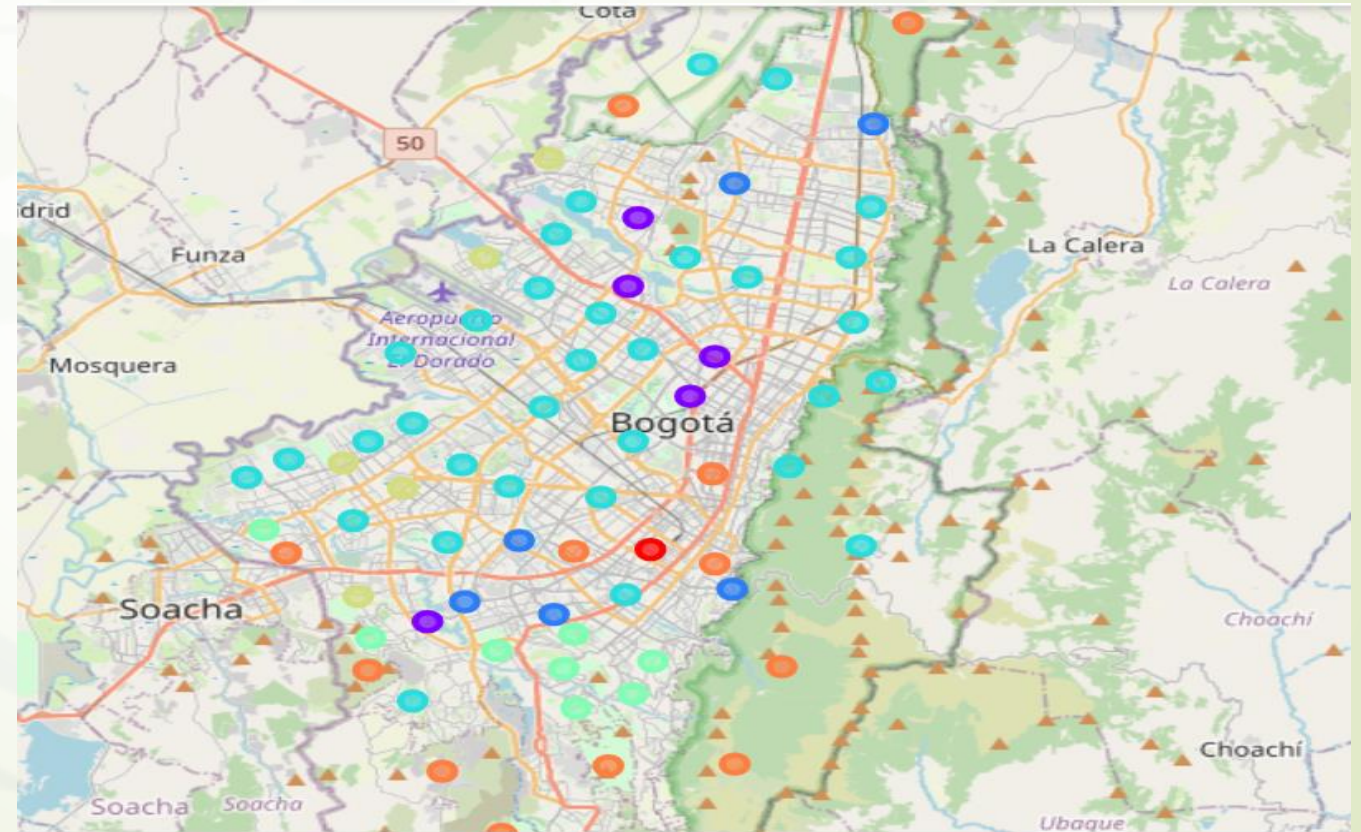 Cota
50
idrid
Funza
La Calera
La Calera
Aeropuerto
Internacional
El Dorado
Mosquera
Bogotá
Soacha
Choachí
Choachí
Soacha
Soacha
Ubaque